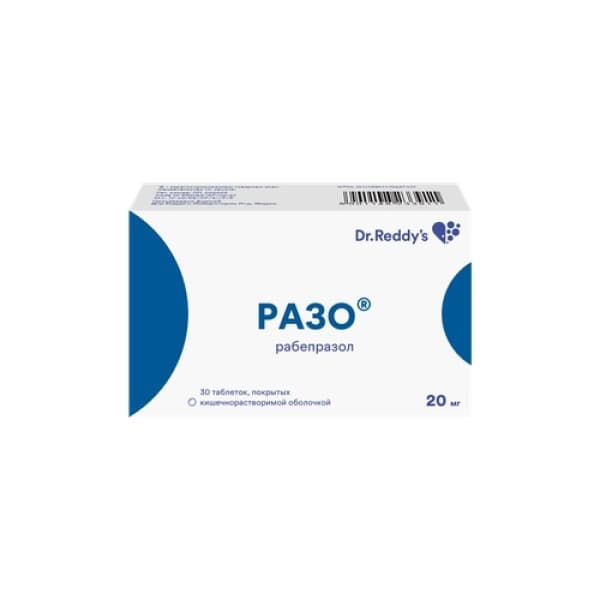 Dr.Reddy's
РАЗО®
рабепразол
30 таблеток, покрытых
кишечнорастворимой оболочкой
20 мг